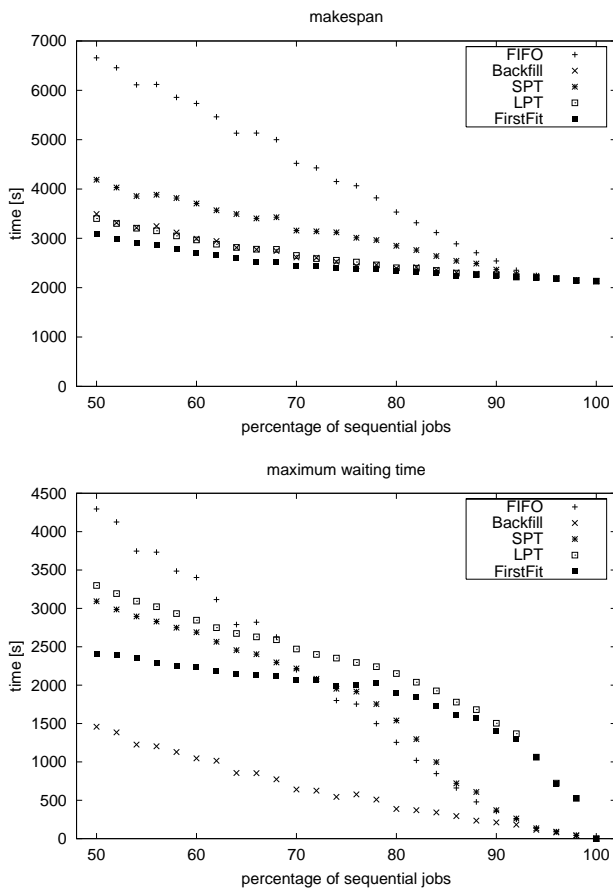 makespan
7000
6000
5000
4000
3000
2000
1000
0
time [s]
FIFO
Backfill
SPT
LPT
FirstFit
50 60 70 80 90 100
percentage of sequential jobs
maximum waiting time
4500
4000
3500
3000
2500
2000
1500
1000
500
0
time [s]
FIFO
Backfill
SPT
LPT
FirstFit
50 60 70 80 90 100
percentage of sequential jobs